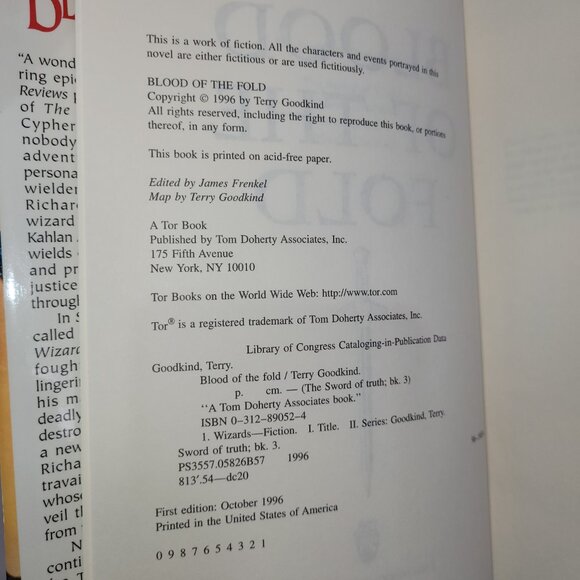 "A wond
ring epi
Reviews p
of The
Cypher
nobody
advent
persona
wielder
Richar
wizard
Kahlan
wields
and pr
justice
through
In S
called
Wizard
fough
lingerin
his ma
deadly
destro
a new
Richa
travai
whose
veil th
from
N
conti
This is a work of fiction. All the characters and events portrayed in this
novel are either fictitious or are used fictitiously.
BLOOD OF THE FOLD
Copyright © 1996 by Terry Goodkind
All rights reserved, including the right to reproduce this book, or portions
thereof, in any form.
This book is printed on acid-free paper.
Edited by James Frenkel
Map by Terry Goodkind
A Tor Book
Published by Tom Doherty Associates, Inc.
175 Fifth Avenue
New York, NY 10010
Tor Books on the World Wide Web: http://www.tor.com
Tor® is a registered trademark of Tom Doherty Associates, Inc.
Library of Congress Cataloging-in-Publication Data
Goodkind, Terry.
Blood of the fold / Terry Goodkind.
p. cm. — (The Sword of truth; bk. 3)
"A Tom Doherty Associates book."
ISBN 0-312-89052-4
1. Wizards—Fiction. I. Title. II. Series: Goodkind, Terry.
Sword of truth; bk. 3.
PS3557.05826B57 1996
813'.54—dc20
First edition: October 1996
Printed in the United States of America
0 9 8 7 6 5 4 3 2 1
BLOOD
OF THE
FOLD